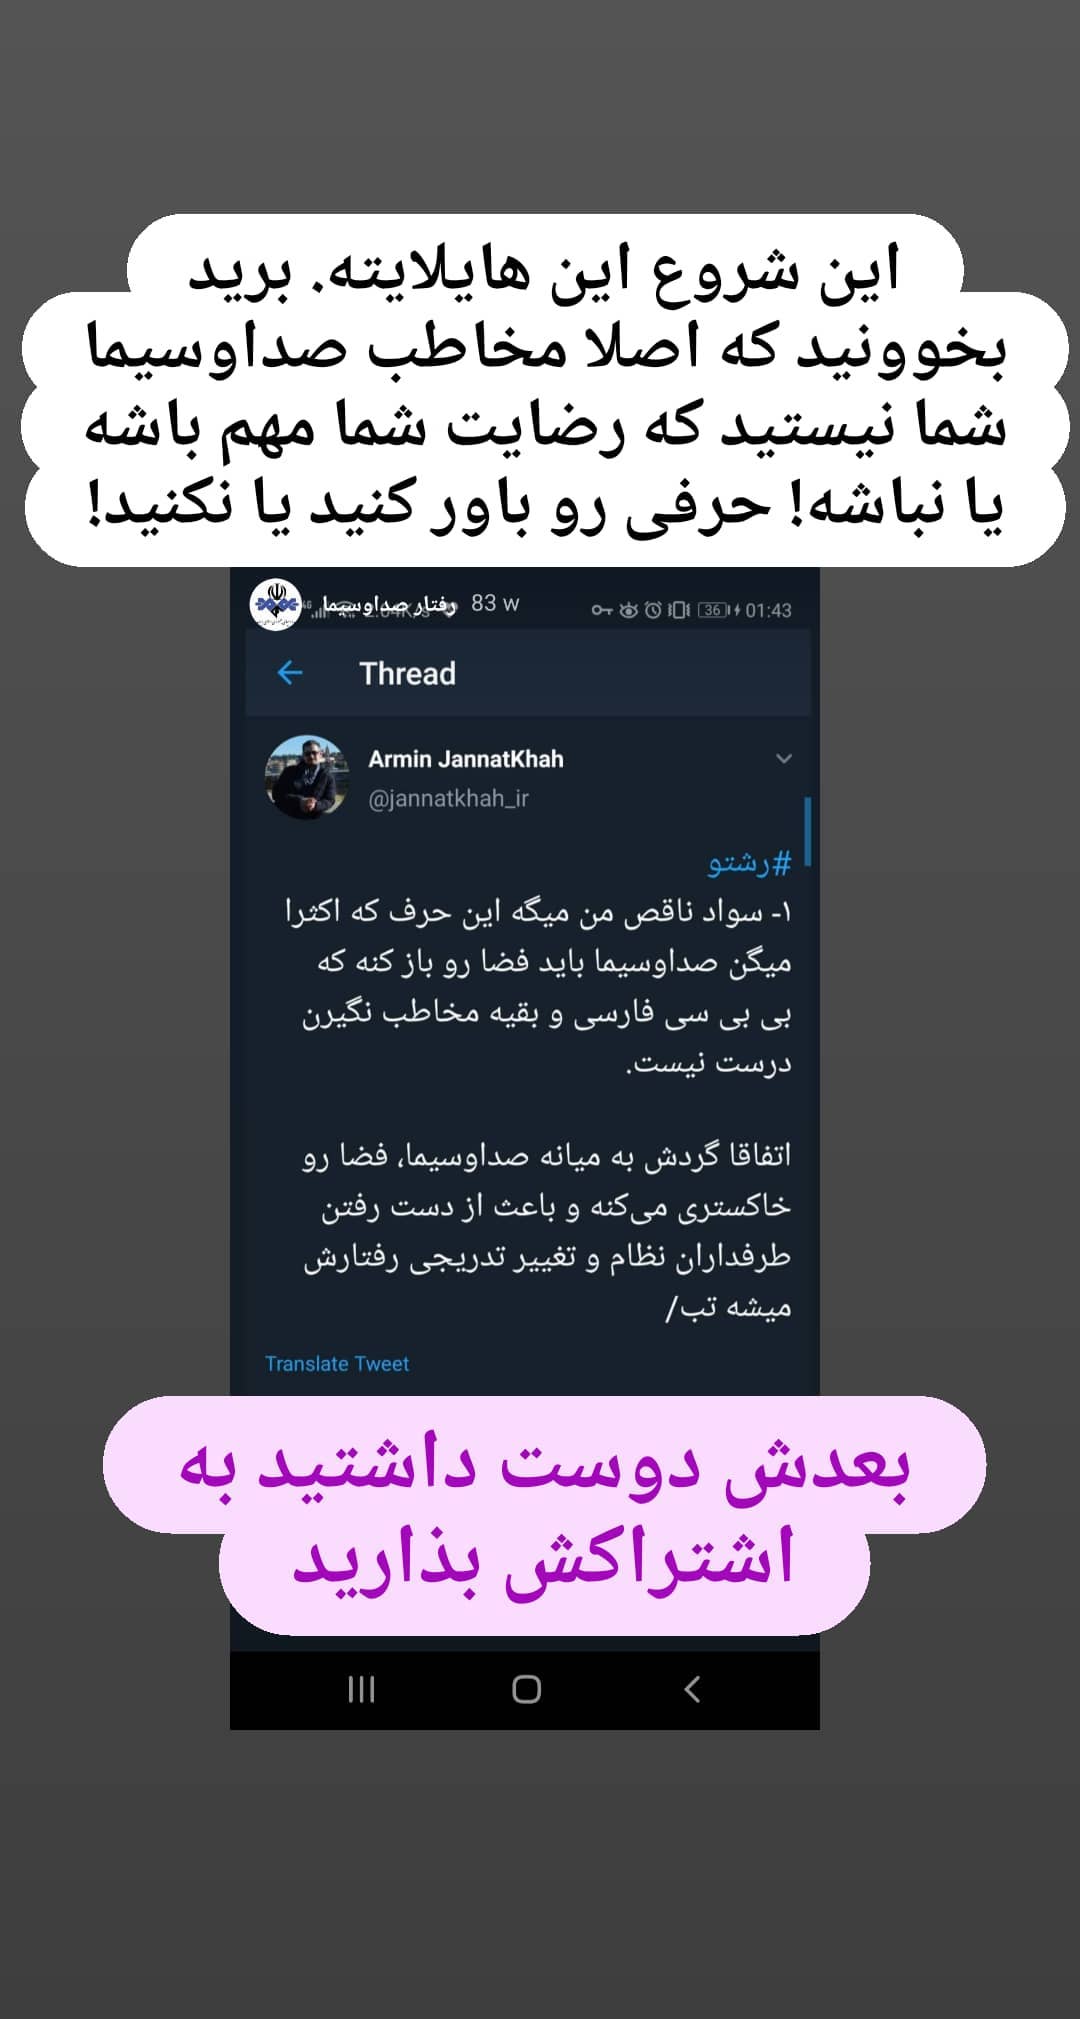 این شروع این هایلایته. برید
بخوونید که اصلا مخاطب صداوسیما
شما نیستید که رضایت شما مهم باشه
یا نباشه! حرفی رو باور کنید یا نکنید!
رفتار صداوسیما 83 w
36 01:43
Thread
Armin JannatKhah
@jannatkhah_ir
#رشتو
۱- سواد ناقص من میگه این حرف که اکثرا
میگن صداوسیما باید فضا رو باز کنه که
بی بی سی فارسی و بقیه مخاطب نگیرن
درست نیست.
اتفاقا گردش به میانه صداوسیما، فضا رو
خاکستری می‌کنه و باعث از دست رفتن
طرفداران نظام و تغییر تدریجی رفتارش
میشه تب/
Translate Tweet
بعدش دوست داشتید به
اشتراکش بذارید